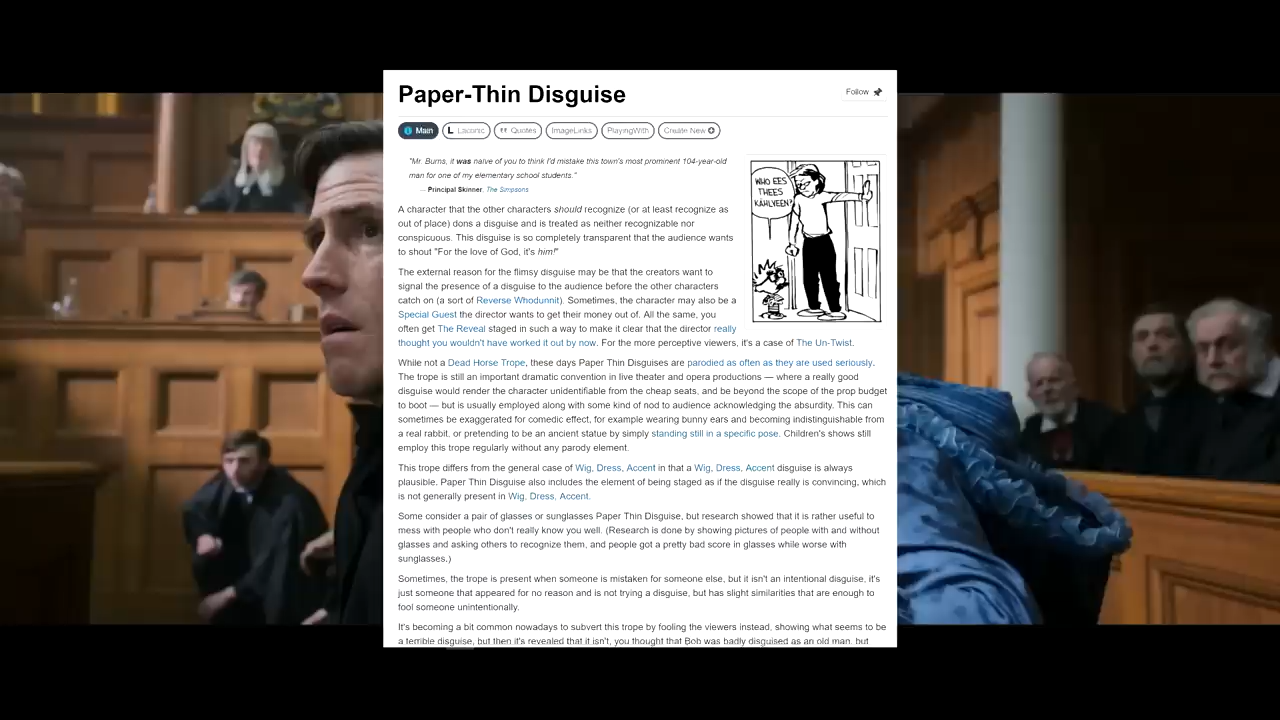 Paper-Thin Disguise
Follow
Main
Laconic
Quotes
ImageLinks
PlayingWith
Create New
"Mr. Burns, it was naïve of you to think I'd mistake this town's most prominent 104-year-old
man for one of my elementary school students."
— Principal Skinner, The Simpsons
WHO EES
THEES
KAHLVEEN?
A character that the other characters should recognize (or at least recognize as
out of place) dons a disguise and is treated as neither recognizable nor
conspicuous. This disguise is so completely transparent that the audience wants
to shout "For the love of God, it's him!"
The external reason for the flimsy disguise may be that the creators want to
signal the presence of a disguise to the audience before the other characters
catch on (a sort of Reverse Whodunnit). Sometimes, the character may also be a
Special Guest the director wants to get their money out of. All the same, you
often get The Reveal staged in such a way to make it clear that the director really
thought you wouldn't have worked it out by now. For the more perceptive viewers, it's a case of The Un-Twist.
While not a Dead Horse Trope, these days Paper Thin Disguises are parodied as often as they are used seriously.
The trope is still an important dramatic convention in live theater and opera productions — where a really good
disguise would render the character unidentifiable from the cheap seats, and be beyond the scope of the prop budget
to boot — but is usually employed along with some kind of nod to audience acknowledging the absurdity. This can
sometimes be exaggerated for comedic effect, for example wearing bunny ears and becoming indistinguishable from
a real rabbit, or pretending to be an ancient statue by simply standing still in a specific pose. Children's shows still
employ this trope regularly without any parody element.
This trope differs from the general case of Wig, Dress, Accent in that a Wig, Dress, Accent disguise is always
plausible. Paper Thin Disguise also includes the element of being staged as if the disguise really is convincing, which
is not generally present in Wig, Dress, Accent.
Some consider a pair of glasses or sunglasses Paper Thin Disguise, but research showed that it is rather useful to
mess with people who don't really know you well. (Research is done by showing pictures of people with and without
glasses and asking others to recognize them, and people got a pretty bad score in glasses while worse with
sunglasses.)
Sometimes, the trope is present when someone is mistaken for someone else, but it isn't an intentional disguise, it's
just someone that appeared for no reason and is not trying a disguise, but has slight similarities that are enough to
fool someone unintentionally.
It's becoming a bit common nowadays to subvert this trope by fooling the viewers instead, showing what seems to be
a terrible disguise, but then it's revealed that it isn't, you thought that Bob was badly disguised as an old man, but